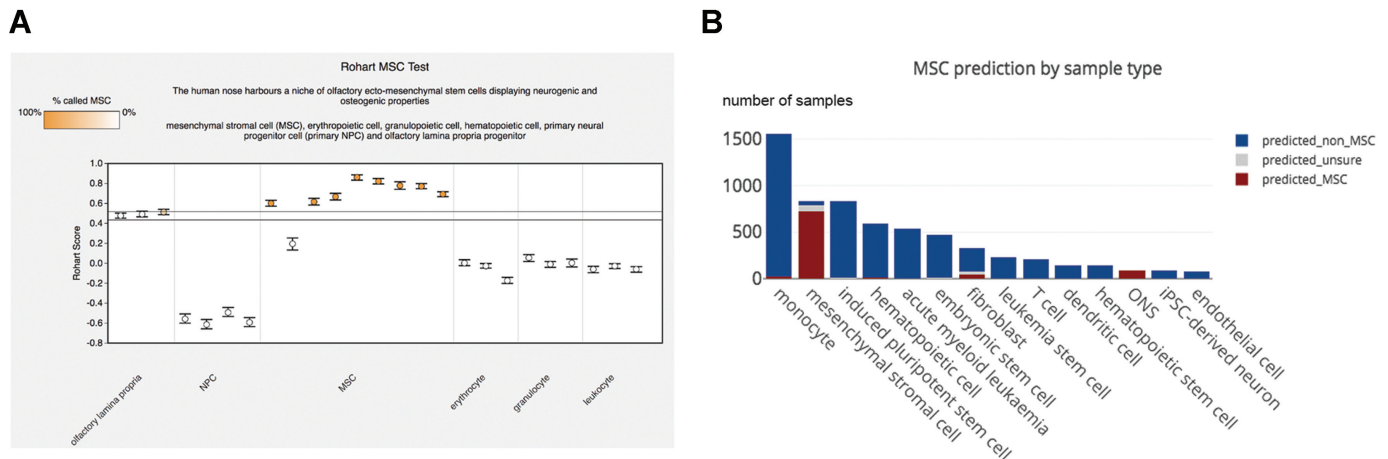 A
Rohart MSC Test
The human nose harbours a niche of olfactory ecto-mesenchymal stem cells displaying neurogenic and
osteogenic properties
mesenchymal stromal cell (MSC), erythropoietic cell, granulopoietic cell, hematopoietic cell, primary neural
progenitor cell (primary NPC) and olfactory lamina propria progenitor
% called MSC
100% 0%
Rohart Score
1.0
0.8
0.6
0.4
0.2
0.0
-0.2
-0.4
-0.6
-0.8
olfactory lamina propria
NPC
MSC
erythrocyte
granulocyte
leukocyte
B
MSC prediction by sample type
number of samples
1500
1000
500
0
predicted_non_MSC
predicted_unsure
predicted_MSC
monocyte
mesenchymal stromal cell
induced pluripotent stem cell
hematopoietic cell
acute myeloid leukaemia
embryonic stem cell
fibroblast
leukemia stem cell
T cell
dendritic cell
hematopoietic stem cell
ONS
iPSC-derived neuron
endothelial cell